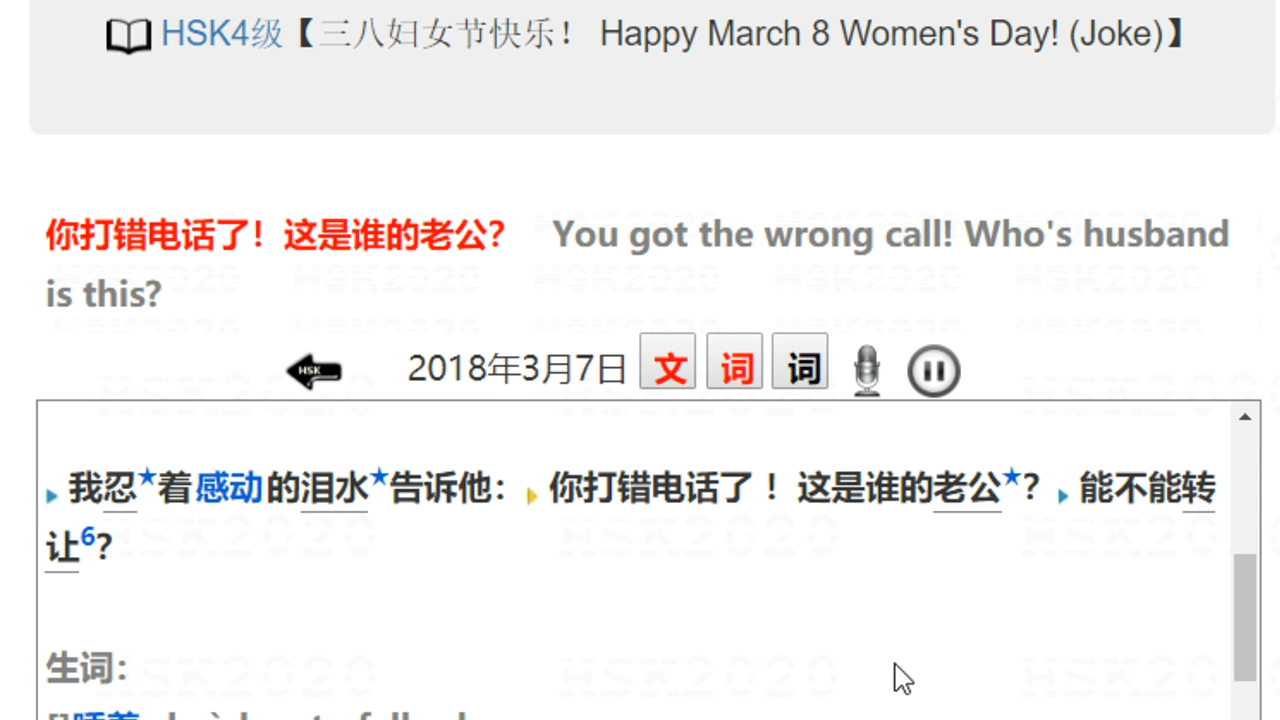 HSK4级【三八妇女节快乐！ Happy March 8 Women's Day! (Joke)】
你打错电话了！这是谁的老公？ You got the wrong call! Who's husband
is this?
HSK 2018年3月7日 文 词 词
我忍★着感动的泪水★告诉他：你打错电话了！这是谁的老公★？能不能转
让6？
生词：